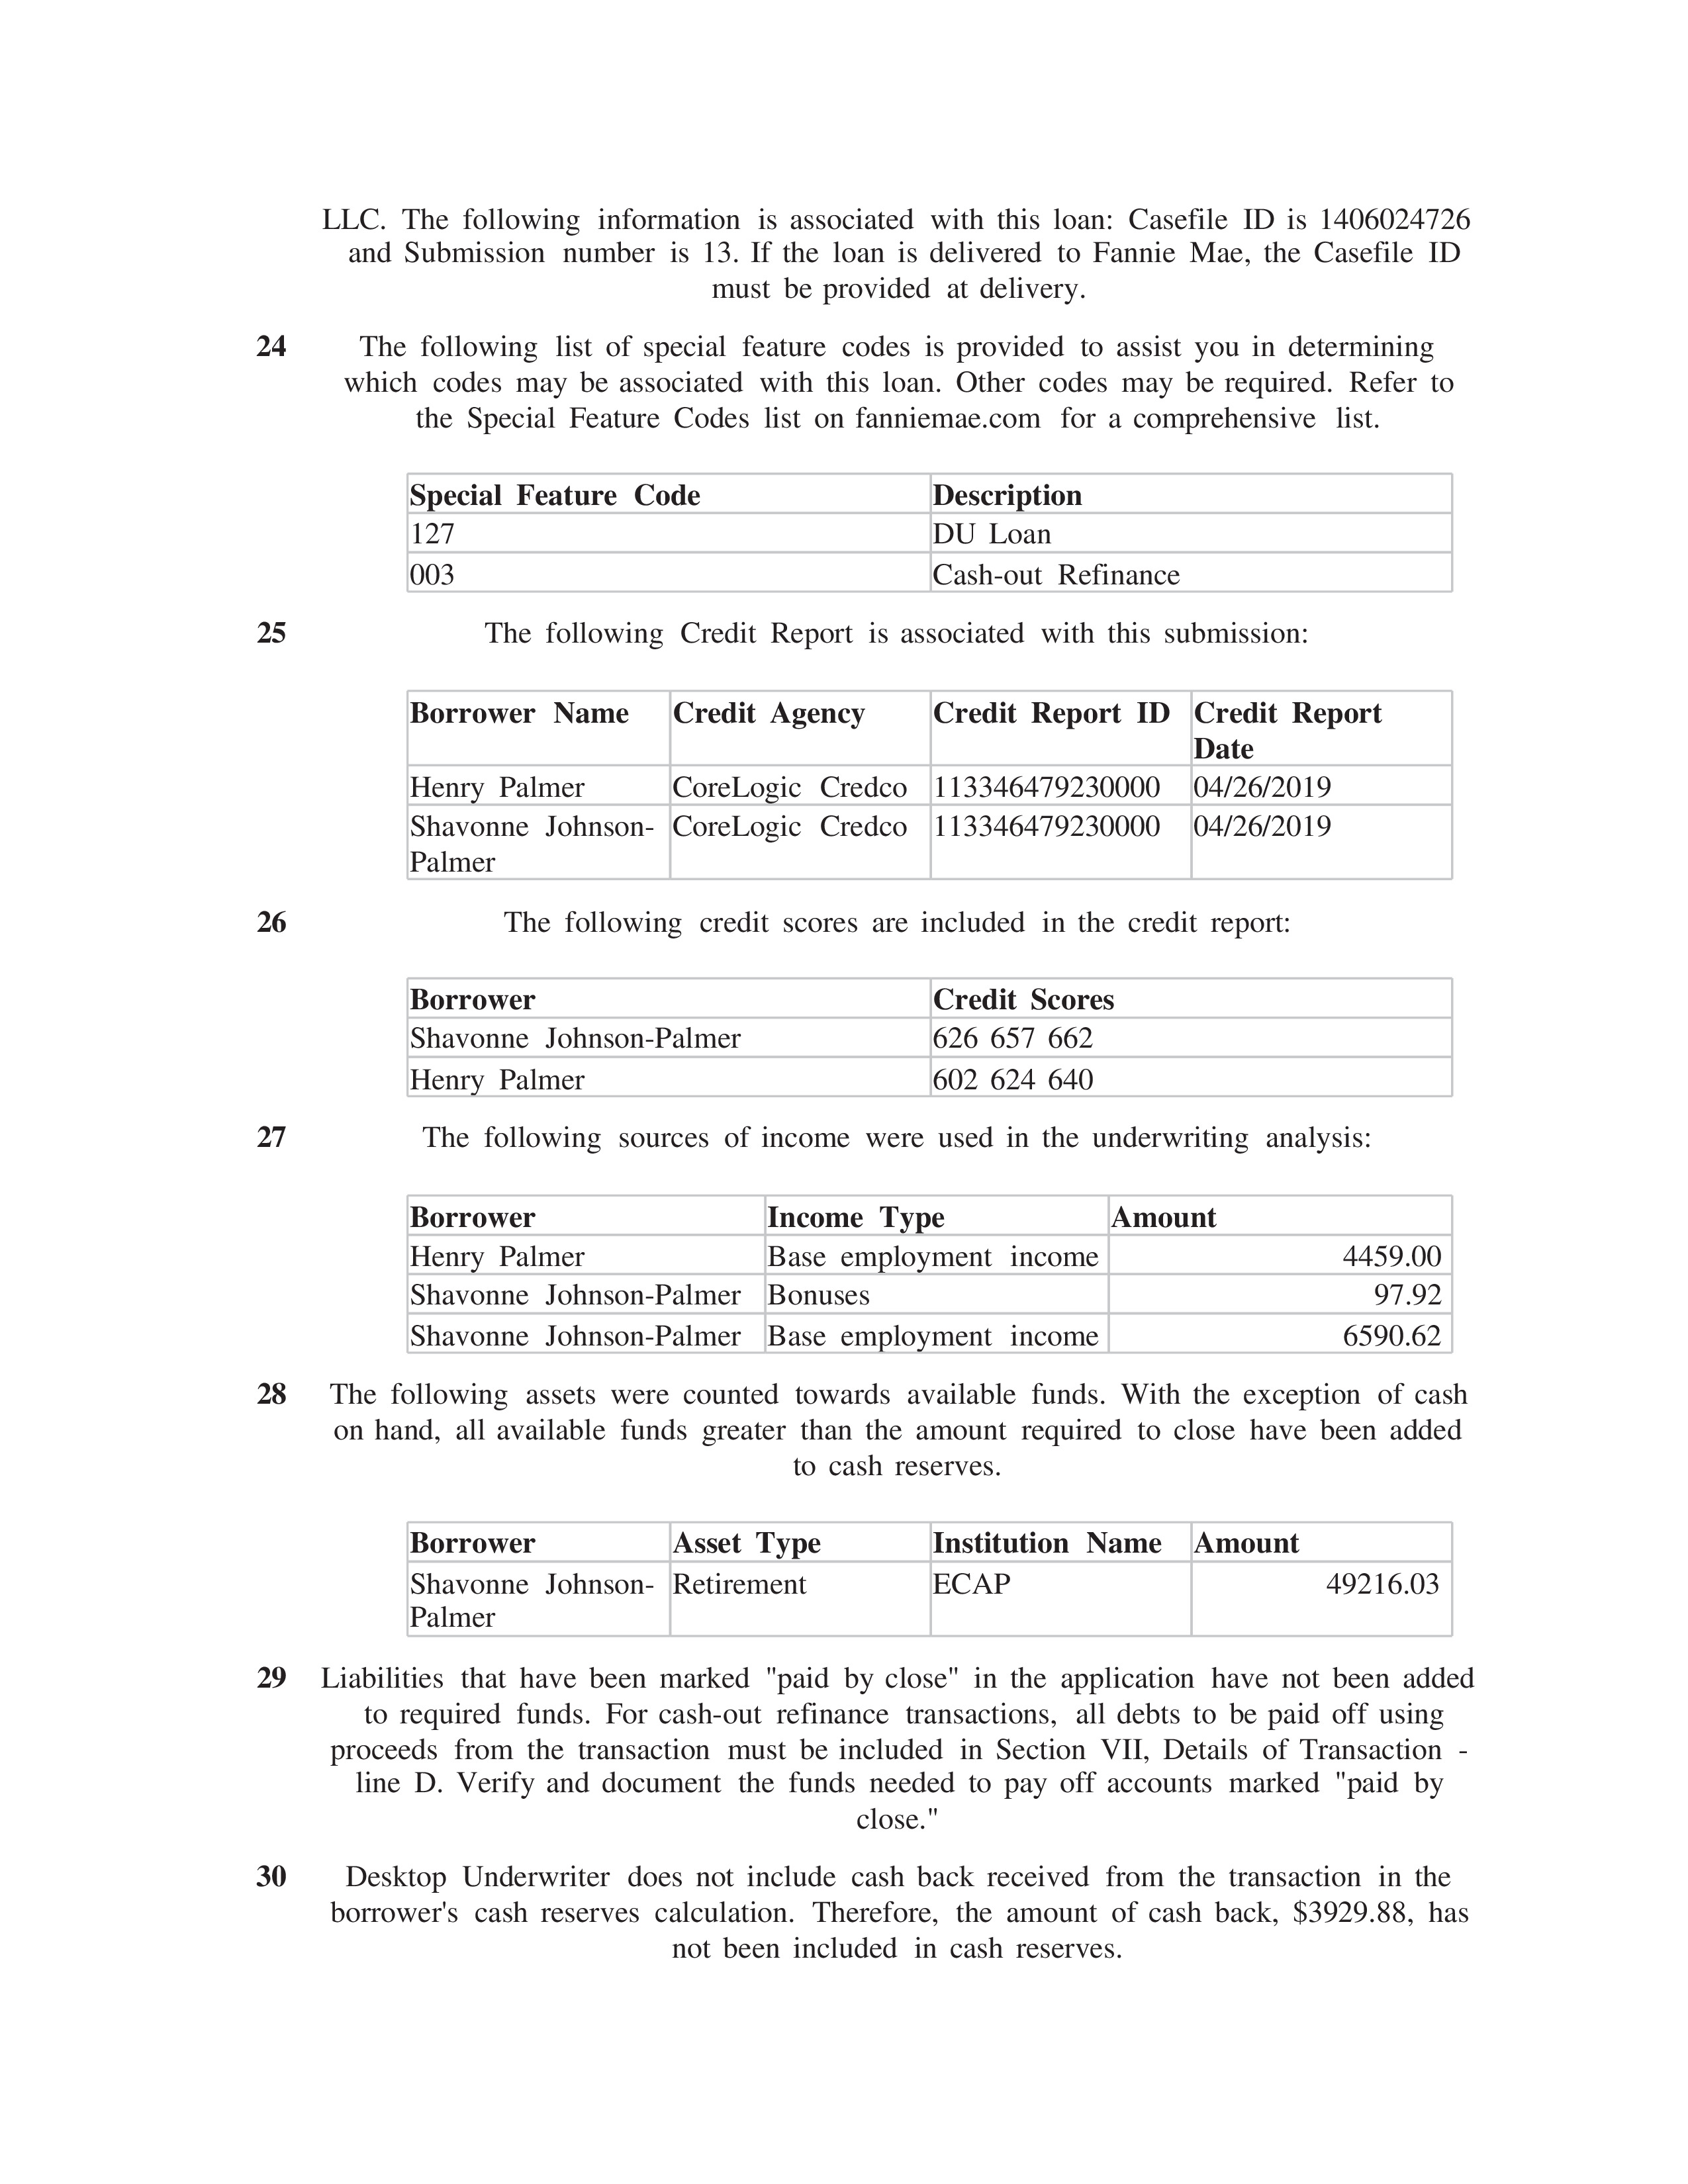 LLC. The following information is associated with this loan: Casefile ID is 1406024726
and Submission number is 13. If the loan is delivered to Fannie Mae, the Casefile ID
must be provided at delivery.
24 The following list of special feature codes is provided to assist you in determining
which codes may be associated with this loan. Other codes may be required. Refer to
the Special Feature Codes list on fanniemae.com for a comprehensive list.
Special Feature Code Description
127 DU Loan
003 Cash-out Refinance
25 The following Credit Report is associated with this submission:
Borrower Name Credit Agency Credit Report ID Credit Report
Date
Henry Palmer CoreLogic Credco 113346479230000 04/26/2019
Shavonne Johnson- CoreLogic Credco 113346479230000 04/26/2019
Palmer
26 The following credit scores are included in the credit report:
Borrower Credit Scores
Shavonne Johnson-Palmer 626 657 662
Henry Palmer 602 624 640
27 The following sources of income were used in the underwriting analysis:
Borrower Income Type Amount
Henry Palmer Base employment income 4459.00
Shavonne Johnson-Palmer Bonuses 97.92
Shavonne Johnson-Palmer Base employment income 6590.62
28 The following assets were counted towards available funds. With the exception of cash
on hand, all available funds greater than the amount required to close have been added
to cash reserves.
Borrower Asset Type Institution Name Amount
Shavonne Johnson- Retirement ECAP 49216.03
Palmer
29 Liabilities that have been marked "paid by close" in the application have not been added
to required funds. For cash-out refinance transactions, all debts to be paid off using
proceeds from the transaction must be included in Section VII, Details of Transaction -
line D. Verify and document the funds needed to pay off accounts marked "paid by
close."
30 Desktop Underwriter does not include cash back received from the transaction in the
borrower's cash reserves calculation. Therefore, the amount of cash back, $3929.88, has
not been included in cash reserves.